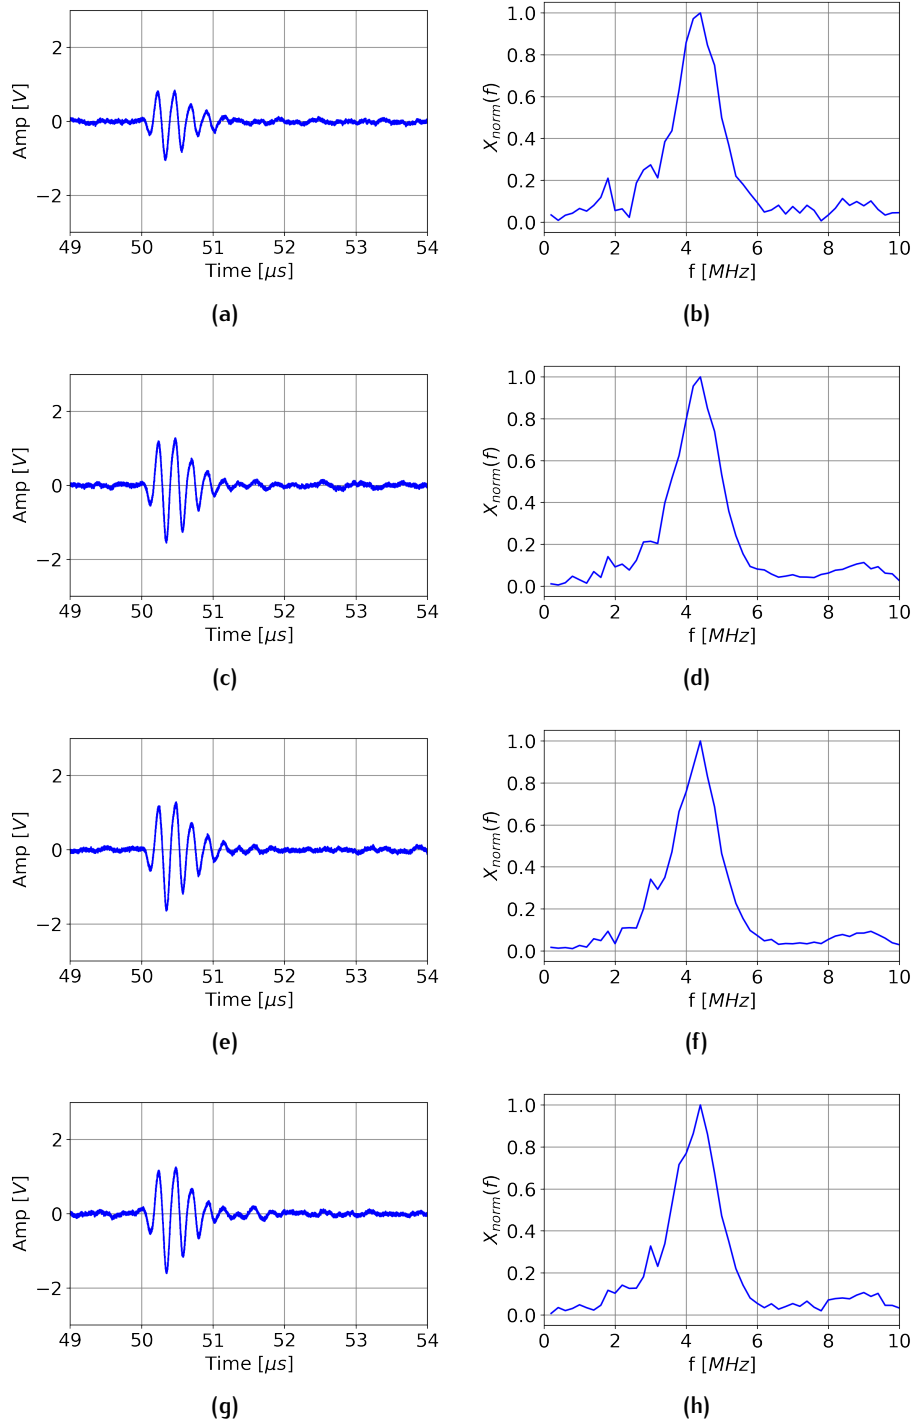 Amp [V]
2
0
−2
49 50 51 52 53 54
Time [μs]
(a)
X_norm(f)
1.0
0.8
0.6
0.4
0.2
0.0
0 2 4 6 8 10
f [MHz]
(b)
Amp [V]
2
0
−2
49 50 51 52 53 54
Time [μs]
(c)
X_norm(f)
1.0
0.8
0.6
0.4
0.2
0.0
0 2 4 6 8 10
f [MHz]
(d)
Amp [V]
2
0
−2
49 50 51 52 53 54
Time [μs]
(e)
X_norm(f)
1.0
0.8
0.6
0.4
0.2
0.0
0 2 4 6 8 10
f [MHz]
(f)
Amp [V]
2
0
−2
49 50 51 52 53 54
Time [μs]
(g)
X_norm(f)
1.0
0.8
0.6
0.4
0.2
0.0
0 2 4 6 8 10
f [MHz]
(h)